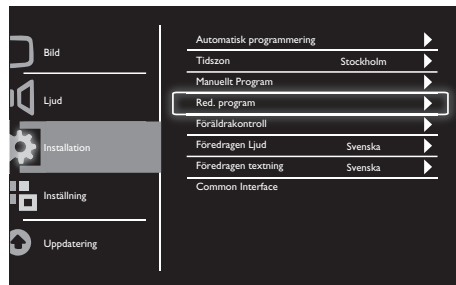 Bild
Ljud
Installation
Inställning
Uppdatering
Automatisk programmering
Tidszon Stockholm
Manuellt Program
Red. program
Föräldrakontroll
Föredragen Ljud Svenska
Föredragen textning Svenska
Common Interface